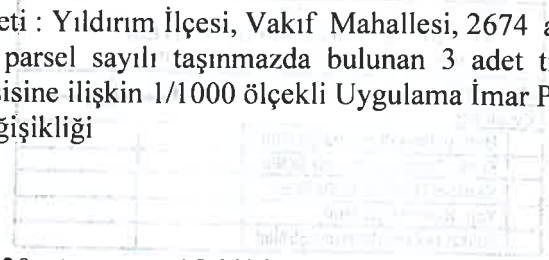 eti : Yıldırım İlçesi, Vakıf Mahallesi, 2674 a
parsel sayılı taşınmazda bulunan 3 adet t
sisine ilişkin 1/1000 ölçekli Uygulama İmar P
ğişikliği